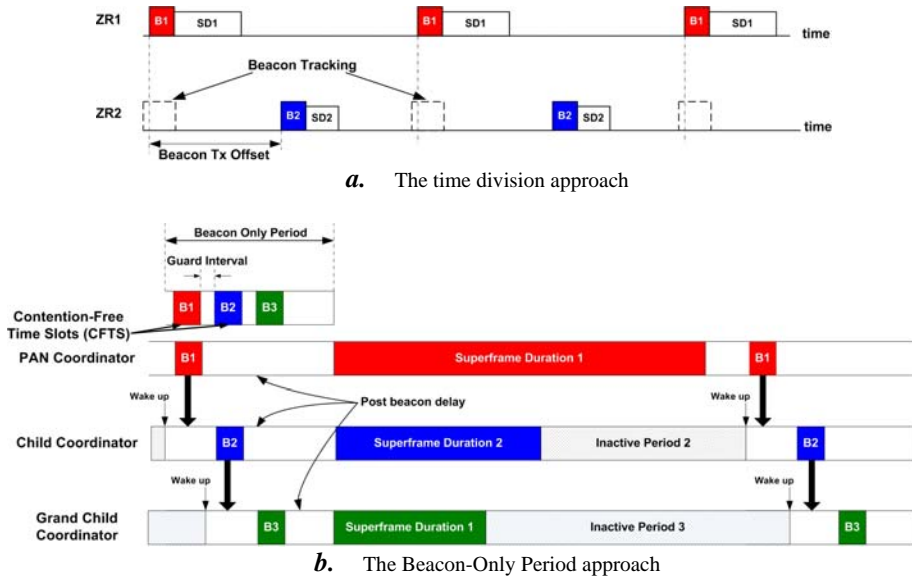 ZR1
B1
SD1
B1
SD1
B1
SD1
time
Beacon Tracking
ZR2
B2
SD2
B2
SD2
time
Beacon Tx Offset
a. The time division approach
Beacon Only Period
Guard Interval
B1
B2
B3
Contention-Free
Time Slots (CFTS)
PAN Coordinator
B1
Superframe Duration 1
B1
Wake up
Post beacon delay
Wake up
Child Coordinator
B2
Superframe Duration 2
Inactive Period 2
B2
Wake up
Wake up
Grand Child
Coordinator
B3
Superframe Duration 1
Inactive Period 3
B3
b. The Beacon-Only Period approach